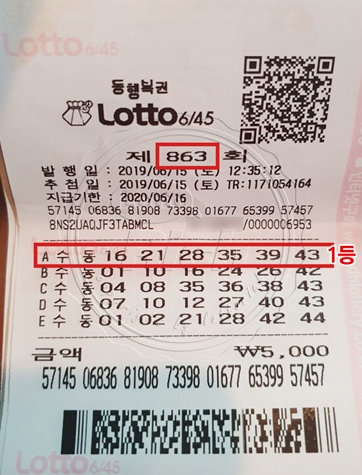 Lotto 6/45
동행복권
Lotto 6/45
제 863 회
발 행 일 : 2019/06/15 (토) 12:35:12
추 첨 일 : 2019/06/15 (토) TR:1171054164
지급기한 : 2020/06/16
57145 06836 81908 73398 01677 65399 57457
BNS2UAQJF3TABMCL /0000006953
A 수 동 16 21 28 35 39 43 1등
B 수 동 01 10 16 24 26 42
C 수 동 04 08 35 36 38 43
D 수 동 07 10 27 90 40 43
E 수 동 01 02 21 28 42 44
금액 ₩5,000
57145 06836 81908 73398 01677 65399 57457
Lotto 6/45